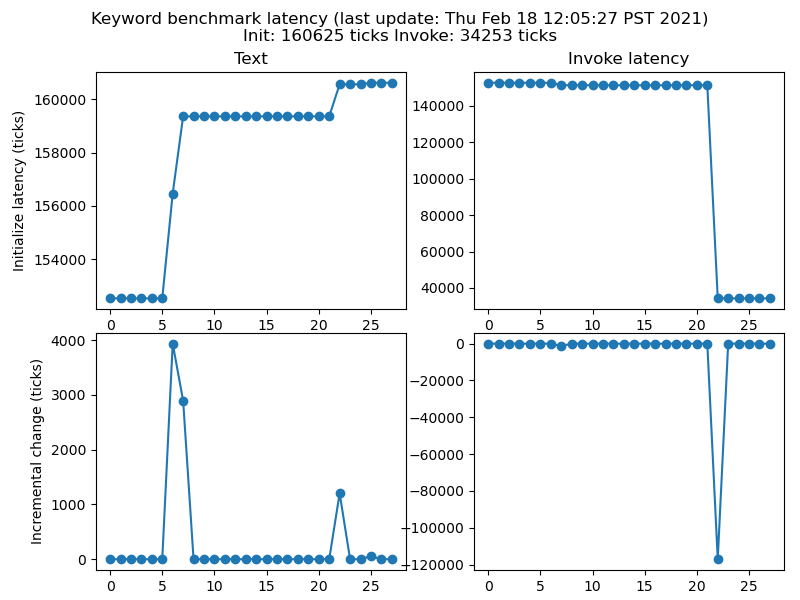 Keyword benchmark latency (last update: Thu Feb 18 12:05:27 PST 2021)
Init: 160625 ticks Invoke: 34253 ticks
Text
Invoke latency
Initialize latency (ticks)
160000
158000
156000
154000
0 5 10 15 20 25
140000
120000
100000
80000
60000
40000
0 5 10 15 20 25
Incremental change (ticks)
4000
3000
2000
1000
0
0 5 10 15 20 25
0
−20000
−40000
−60000
−80000
−100000
−120000
0 5 10 15 20 25